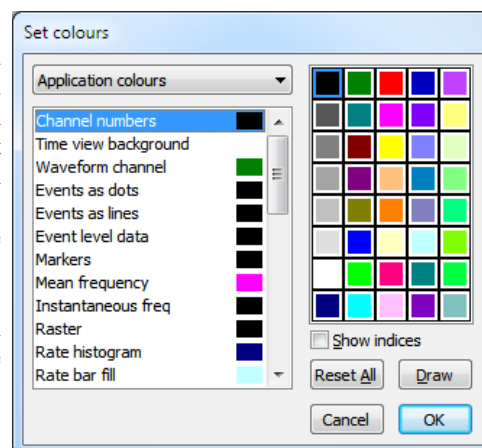 Set colours
Application colours
Channel numbers
Time view background
Waveform channel
Events as dots
Events as lines
Event level data
Markers
Mean frequency
Instantaneous freq
Raster
Rate histogram
Rate bar fill
Show indices
Reset All
Draw
Cancel
OK